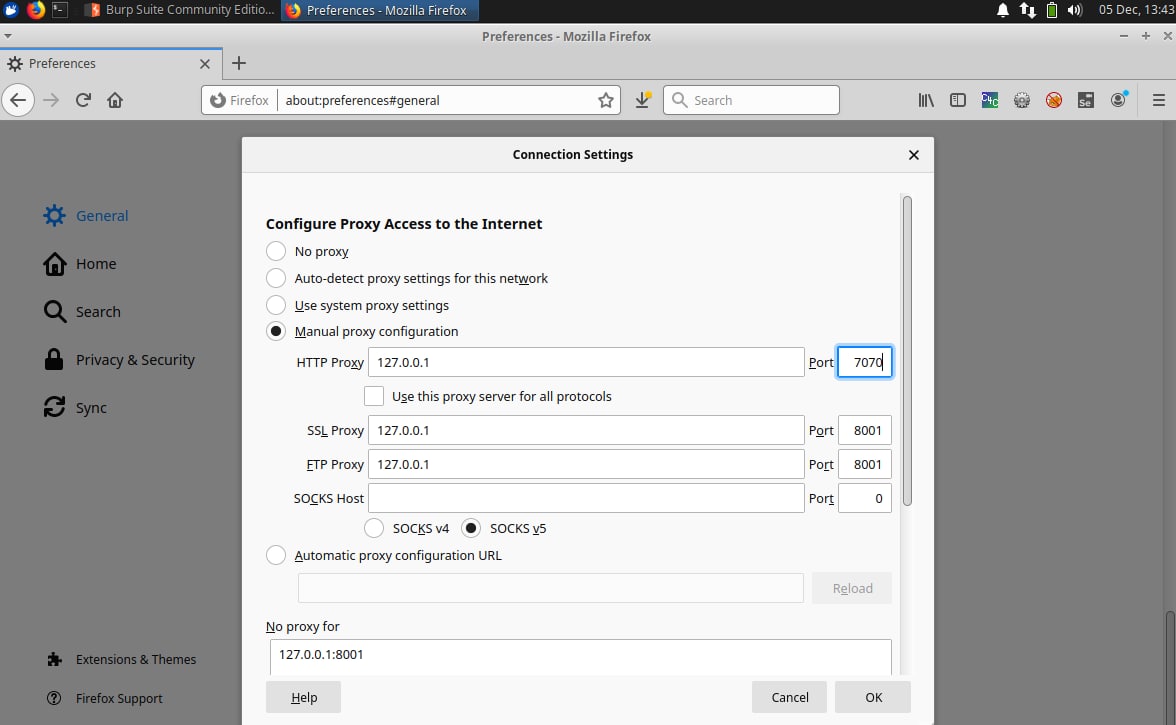 Burp Suite Community Editio...
Preferences - Mozilla Firefox
05 Dec, 13:43
Preferences - Mozilla Firefox
Preferences
Firefox
about:preferences#general
Search
Se
Connection Settings
General
Home
Search
Privacy & Security
Sync
Extensions & Themes
Firefox Support
Configure Proxy Access to the Internet
No proxy
Auto-detect proxy settings for this network
Use system proxy settings
Manual proxy configuration
HTTP Proxy 127.0.0.1 Port 7070
Use this proxy server for all protocols
SSL Proxy 127.0.0.1 Port 8001
FTP Proxy 127.0.0.1 Port 8001
SOCKS Host Port 0
SOCKS v4 SOCKS v5
Automatic proxy configuration URL
Reload
No proxy for
127.0.0.1:8001
Help Cancel OK